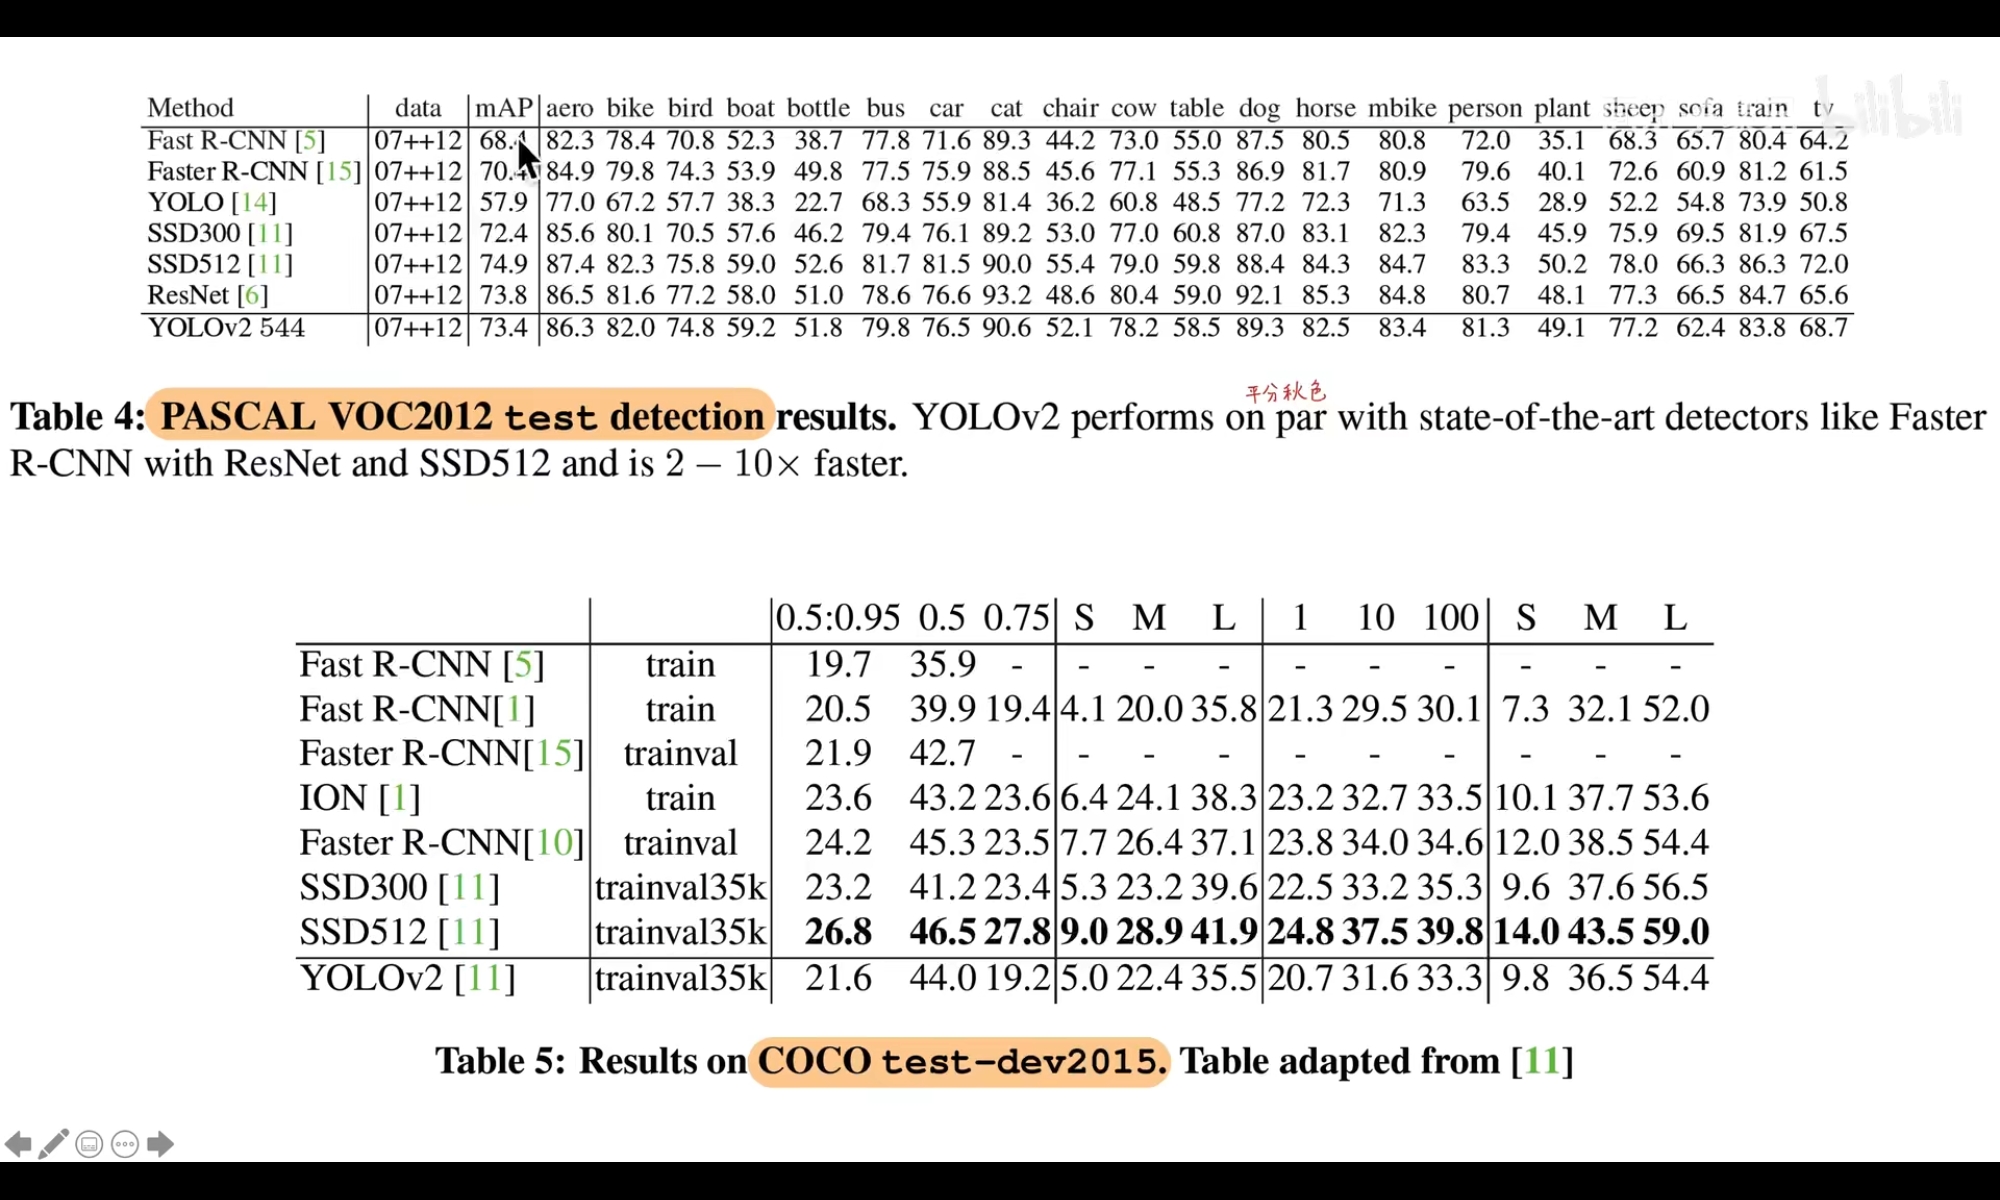 bilibili
Method data mAP aero bike bird boat bottle bus car cat chair cow table dog horse mbike person plant sheep sofa train tv
Fast R-CNN [5] 07++12 68.4 82.3 78.4 70.8 52.3 38.7 77.8 71.6 89.3 44.2 73.0 55.0 87.5 80.5 80.8 72.0 35.1 68.3 65.7 80.4 64.2
Faster R-CNN [15] 07++12 70.4 84.9 79.8 74.3 53.9 49.8 77.5 75.9 88.5 45.6 77.1 55.3 86.9 81.7 80.9 79.6 40.1 72.6 60.9 81.2 61.5
YOLO [14] 07++12 57.9 77.0 67.2 57.7 38.3 22.7 68.3 55.9 81.4 36.2 60.8 48.5 77.2 72.3 71.3 63.5 28.9 52.2 54.8 73.9 50.8
SSD300 [11] 07++12 72.4 85.6 80.1 70.5 57.6 46.2 79.4 76.1 89.2 53.0 77.0 60.8 87.0 83.1 82.3 79.4 45.9 75.9 69.5 81.9 67.5
SSD512 [11] 07++12 74.9 87.4 82.3 75.8 59.0 52.6 81.7 81.5 90.0 55.4 79.0 59.8 88.4 84.3 84.7 83.3 50.2 78.0 66.3 86.3 72.0
ResNet [6] 07++12 73.8 86.5 81.6 77.2 58.0 51.0 78.6 76.6 93.2 48.6 80.4 59.0 92.1 85.3 84.8 80.7 48.1 77.3 66.5 84.7 65.6
YOLOv2 544 07++12 73.4 86.3 82.0 74.8 59.2 51.8 79.8 76.5 90.6 52.1 78.2 58.5 89.3 82.5 83.4 81.3 49.1 77.2 62.4 83.8 68.7
平分秋色
Table 4: PASCAL VOC2012 test detection results. YOLOv2 performs on par with state-of-the-art detectors like Faster
R-CNN with ResNet and SSD512 and is 2 − 10× faster.
0.5:0.95 0.5 0.75 S M L 1 10 100 S M L
Fast R-CNN [5] train 19.7 35.9 - - - - - - - - - -
Fast R-CNN[1] train 20.5 39.9 19.4 4.1 20.0 35.8 21.3 29.5 30.1 7.3 32.1 52.0
Faster R-CNN[15] trainval 21.9 42.7 - - - - - - - - - -
ION [1] train 23.6 43.2 23.6 6.4 24.1 38.3 23.2 32.7 33.5 10.1 37.7 53.6
Faster R-CNN[10] trainval 24.2 45.3 23.5 7.7 26.4 37.1 23.8 34.0 34.6 12.0 38.5 54.4
SSD300 [11] trainval35k 23.2 41.2 23.4 5.3 23.2 39.6 22.5 33.2 35.3 9.6 37.6 56.5
SSD512 [11] trainval35k 26.8 46.5 27.8 9.0 28.9 41.9 24.8 37.5 39.8 14.0 43.5 59.0
YOLOv2 [11] trainval35k 21.6 44.0 19.2 5.0 22.4 35.5 20.7 31.6 33.3 9.8 36.5 54.4
Table 5: Results on COCO test-dev2015. Table adapted from [11]